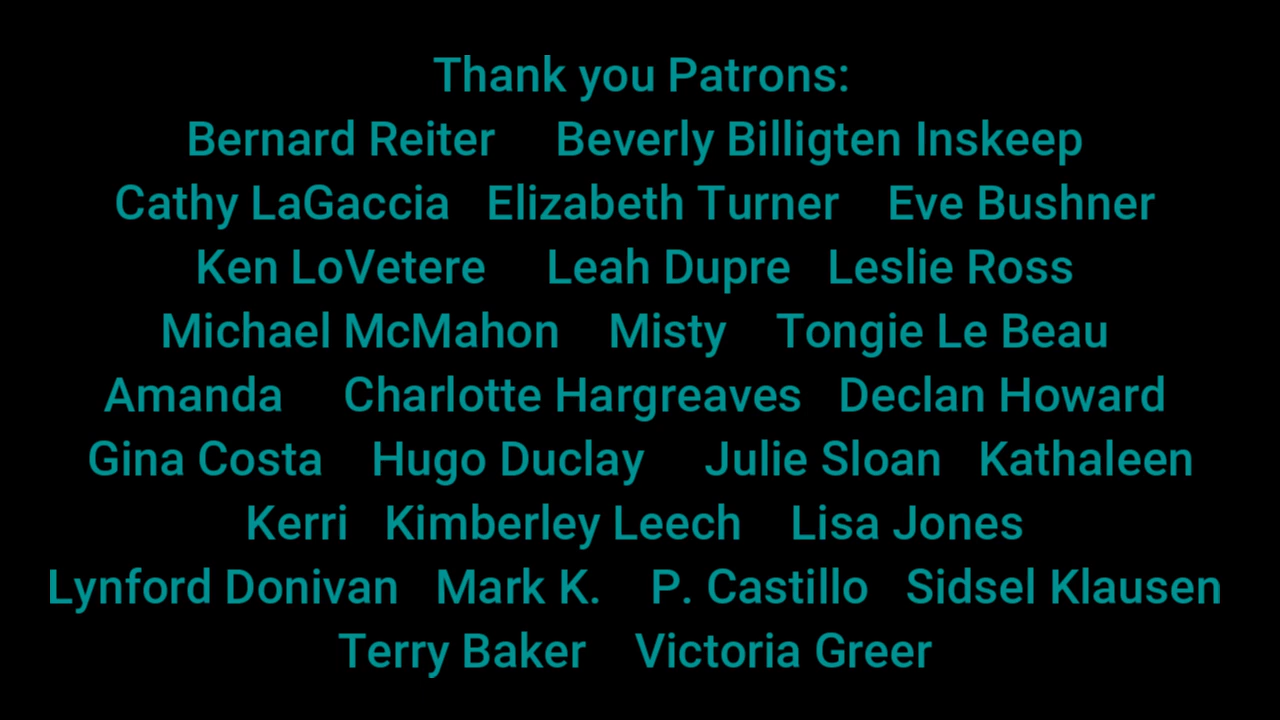 Thank you Patrons:
Bernard Reiter Beverly Billigten Inskeep
Cathy LaGaccia Elizabeth Turner Eve Bushner
Ken LoVetere Leah Dupre Leslie Ross
Michael McMahon Misty Tongie Le Beau
Amanda Charlotte Hargreaves Declan Howard
Gina Costa Hugo Duclay Julie Sloan Kathaleen
Kerri Kimberley Leech Lisa Jones
Lynford Donivan Mark K. P. Castillo Sidsel Klausen
Terry Baker Victoria Greer